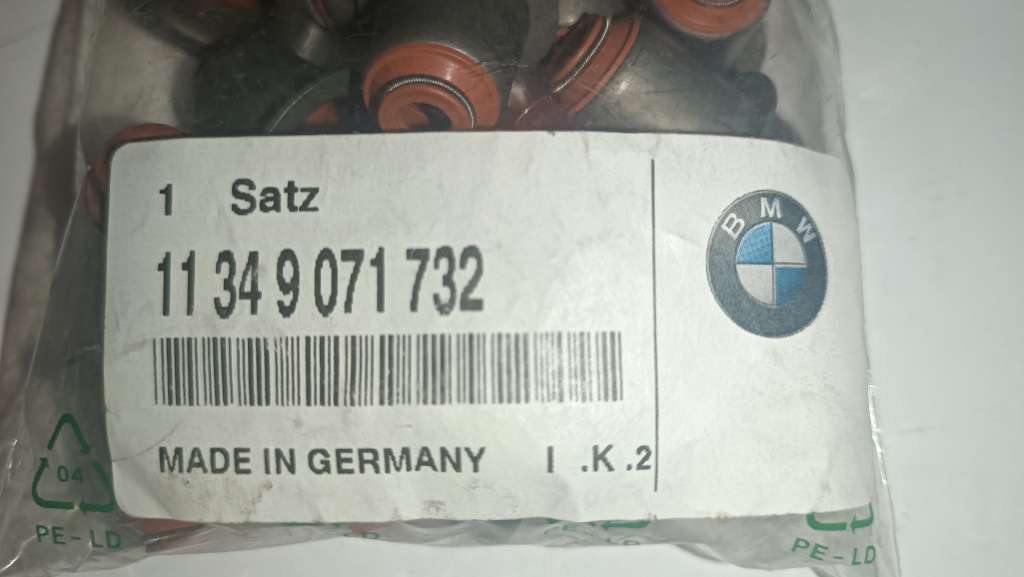 1 Satz
11 34 9 071 732
BMW
MADE IN GERMANY I .K .2
04
PE-LD
PE-LD